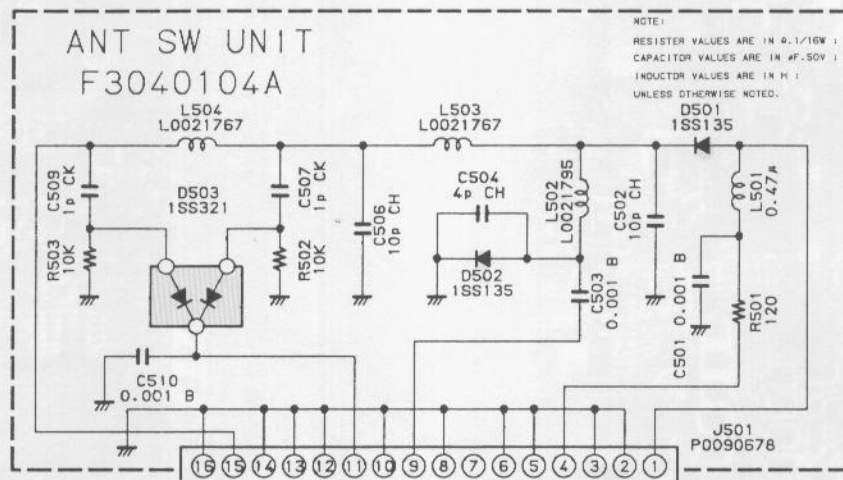 ANT SW UNIT
F3040104A
NOTE:
RESISTER VALUES ARE IN Ω.1/16W ;
CAPACITOR VALUES ARE IN μF.50V ;
INDUCTOR VALUES ARE IN H ;
UNLESS OTHERWISE NOTED.
L504
L0021767
L503
L0021767
D501
1SS135
C509
1p CK
D503
1SS321
C507
1p CK
C506
10p CH
C504
4p CH
L502
L0021795
C502
10p CH
L501
0.47μ
R503
10K
R502
10K
D502
1SS135
C503
0.001 B
C501
0.001 B
R501
120
C510
0.001 B
J501
P0090678
16 15 14 13 12 11 10 9 8 7 6 5 4 3 2 1